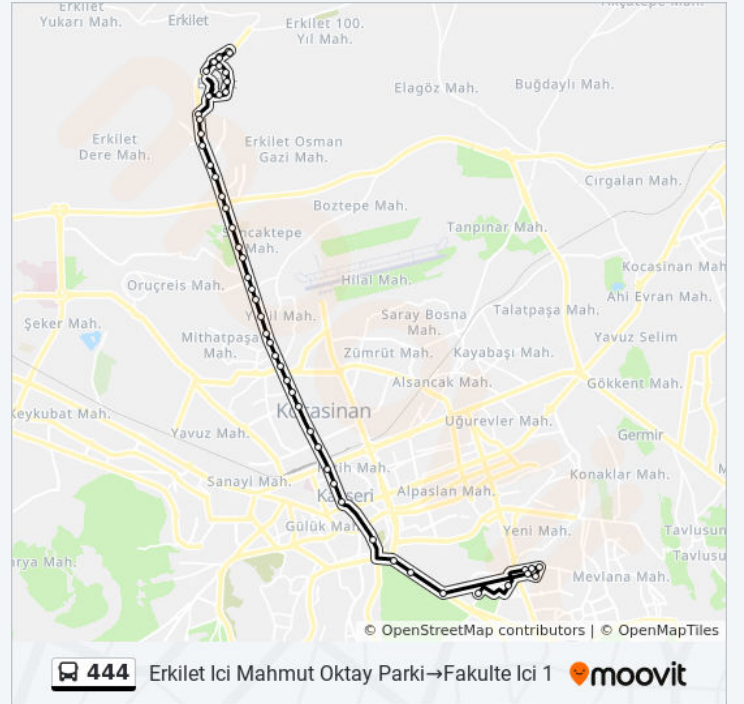 Erkilet
Yukarı Mah.
Erkilet
Erkilet 100.
Yıl Mah.
Elagöz Mah.
Buğdaylı Mah.
Erkilet
Dere Mah.
Erkilet Osman
Gazi Mah.
Cırgalan Mah.
Boztepe Mah.
Sancaktepe
Mah.
Tanpınar Mah.
Hilal Mah.
Kocasinan Mah
Oruçreis Mah.
Ahi Evran Mah.
Şeker Mah.
Saray Bosna
Mah.
Talatpaşa Mah.
Mithatpaşa
Mah.
Yavuz Selim
Zümrüt Mah.
Kayabaşı Mah.
Alsancak Mah.
Gökkent Mah.
Keykubat Mah.
Kocasinan
Uğurevler Mah.
Yavuz Mah.
Germir
Fatih Mah.
Konaklar Mah.
Sanayi Mah.
Kayseri
Alpaslan Mah.
Gülük Mah.
Yeni Mah.
Tavlusun
Tavlusu
Mevlana Mah.
© OpenStreetMap contributors | © OpenMapTiles
444 Erkilet Ici Mahmut Oktay Parki→Fakulte Ici 1 moovit